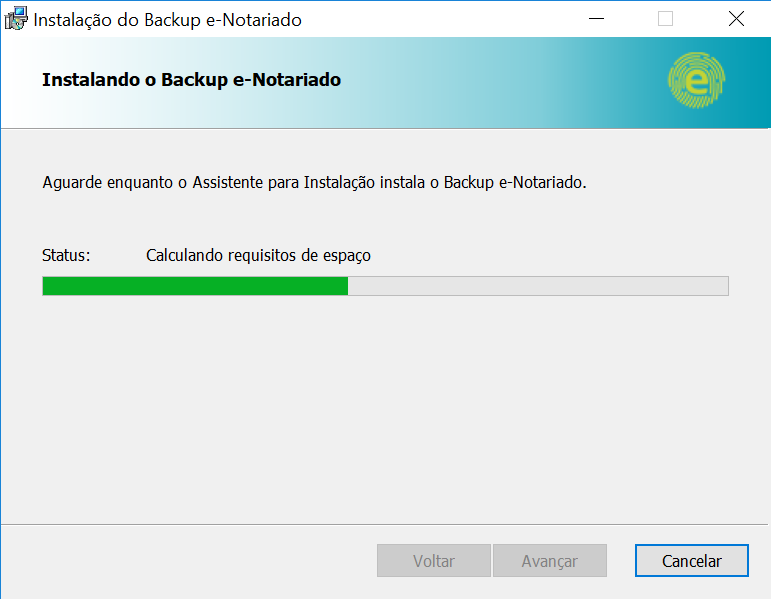 Instalação do Backup e-Notariado
Instalando o Backup e-Notariado
e
Aguarde enquanto o Assistente para Instalação instala o Backup e-Notariado.
Status: Calculando requisitos de espaço
Voltar Avançar Cancelar